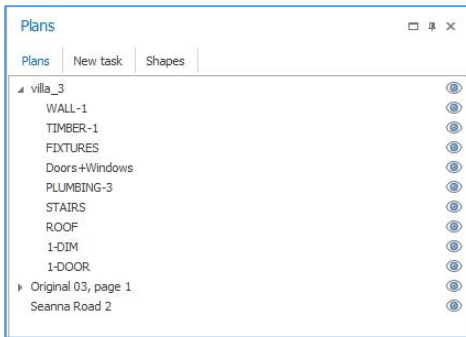 Plans
Plans New task Shapes
villa_3
WALL-1
TIMBER-1
FIXTURES
Doors+Windows
PLUMBING-3
STAIRS
ROOF
1-DIM
1-DOOR
Original 03, page 1
Seanna Road 2